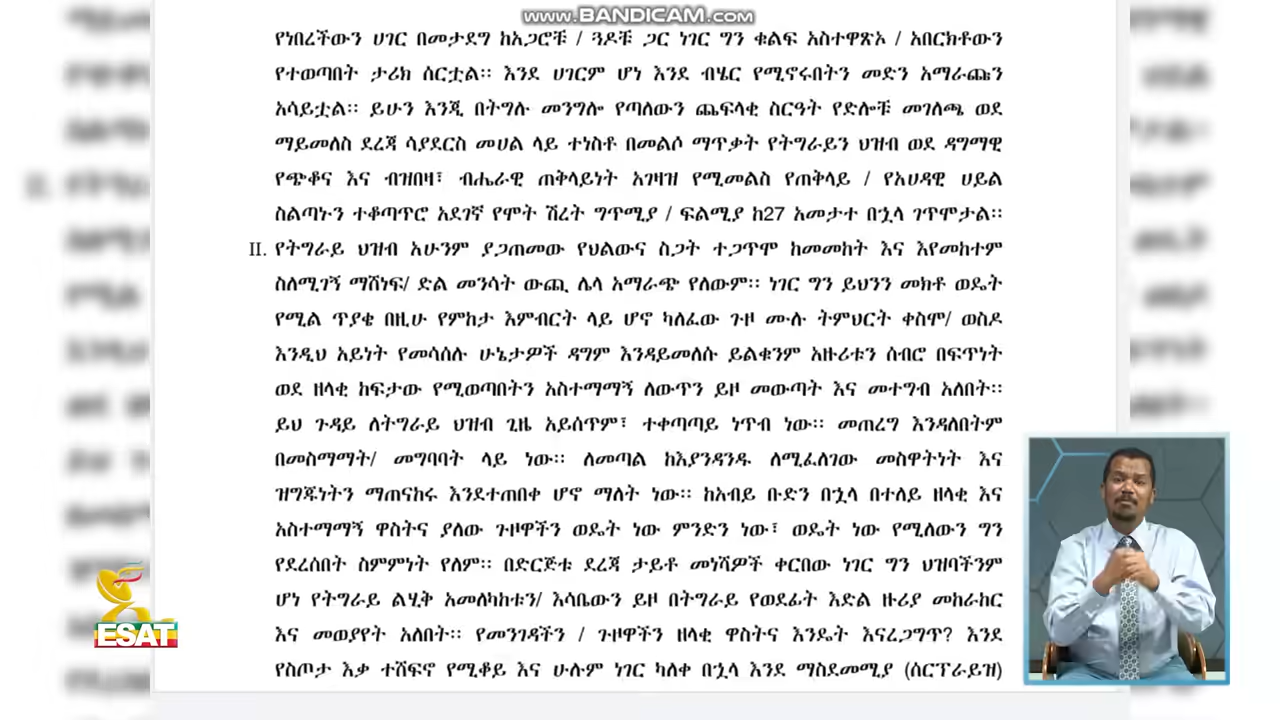 www.BANDICAM.com
የነበረችውን ሀገር በመታደግ ከአጋሮቹ / ጓዶቹ ጋር ነገር ግን ቁልፍ አስተዋጽኦ / አበርክቶውን
የተወጣበት ታሪክ ሰርቷል፡፡ እንደ ሀገርም ሆነ እንደ ብሄር የሚኖሩበትን መድን አማራጩን
አሳይቷል፡፡ ይሁን እንጂ በትግሉ መንግሎ የጣለውን ጨፍላቂ ስርዓት የድሎቹ መገለጫ ወደ
ማይመለስ ደረጃ ሳያደርስ መሀል ላይ ተነስቶ በመልሶ ማጥቃት የትግራይን ህዝብ ወደ ዳግማዊ
የጭቆና እና ብዝበዛ፣ ብሔራዊ ጠቅላይነት አገዛዝ የሚመልስ የጠቅላይ / የአሀዳዊ ሀይል
ስልጣኑን ተቆጣጥሮ አደገኛ የሞት ሽረት ግጥሚያ / ፍልሚያ ከ27 አመታተ በኋላ ገጥሞታል፡፡
II. የትግራይ ህዝብ አሁንም ያጋጠመው የህልውና ስጋት ተጋጥሞ ከመመከት እና እየመከተም
ስለሚገኝ ማሸነፍ/ ድል መንሳት ውጪ ሌላ አማራጭ የለውም፡፡ ነገር ግን ይህንን መክቶ ወዴት
የሚል ጥያቄ በዚሁ የምከታ እምብርት ላይ ሆኖ ካለፈው ጉዞ ሙሉ ትምህርት ቀስሞ/ ወስዶ
እንዲህ አይነት የመሳሰሉ ሁኔታዎች ዳግም እንዳይመለሱ ይልቁንም አዙሪቱን ሰብሮ በፍጥነት
ወደ ዘላቂ ከፍታው የሚወጣበትን አስተማማኝ ለውጥን ይዞ መውጣት እና መተግብ አለበት፡፡
ይህ ጉዳይ ለትግራይ ህዝብ ጊዜ አይሰጥም፣ ተቀጣጣይ ነጥብ ነው፡፡ መጠረግ እንዳለበትም
በመስማማት/ መግባባት ላይ ነው፡፡ ለመጣል ከእያንዳንዱ ለሚፈለገው መስዋትነት እና
ዝግጁነትን ማጠናከሩ እንደተጠበቀ ሆኖ ማለት ነው፡፡ ከአብይ ቡድን በኋላ በተለይ ዘላቂ እና
አስተማማኝ ዋስትና ያለው ጉዞዋችን ወዴት ነው ምንድን ነው፣ ወዴት ነው የሚለውን ግን
የደረሰበት ስምምነት የለም፡፡ በድርጅቱ ደረጃ ታይቶ መነሻዎች ቀርበው ነገር ግን ህዝባችንም
ሆነ የትግራይ ልሂቅ አመለካከቱን/ እሳቤውን ይዞ በትግራይ የወደፊት እድል ዙሪያ መከራከር
እና መወያየት አለበት፡፡ የመንገዳችን / ጉዞዋችን ዘላቂ ዋስትና እንዴት እናረጋግጥ? እንደ
የስጦታ እቃ ተሸፍኖ የሚቆይ እና ሁሉም ነገር ካለቀ በኋላ እንደ ማስደመሚያ (ሰርፕራይዝ)
ESAT